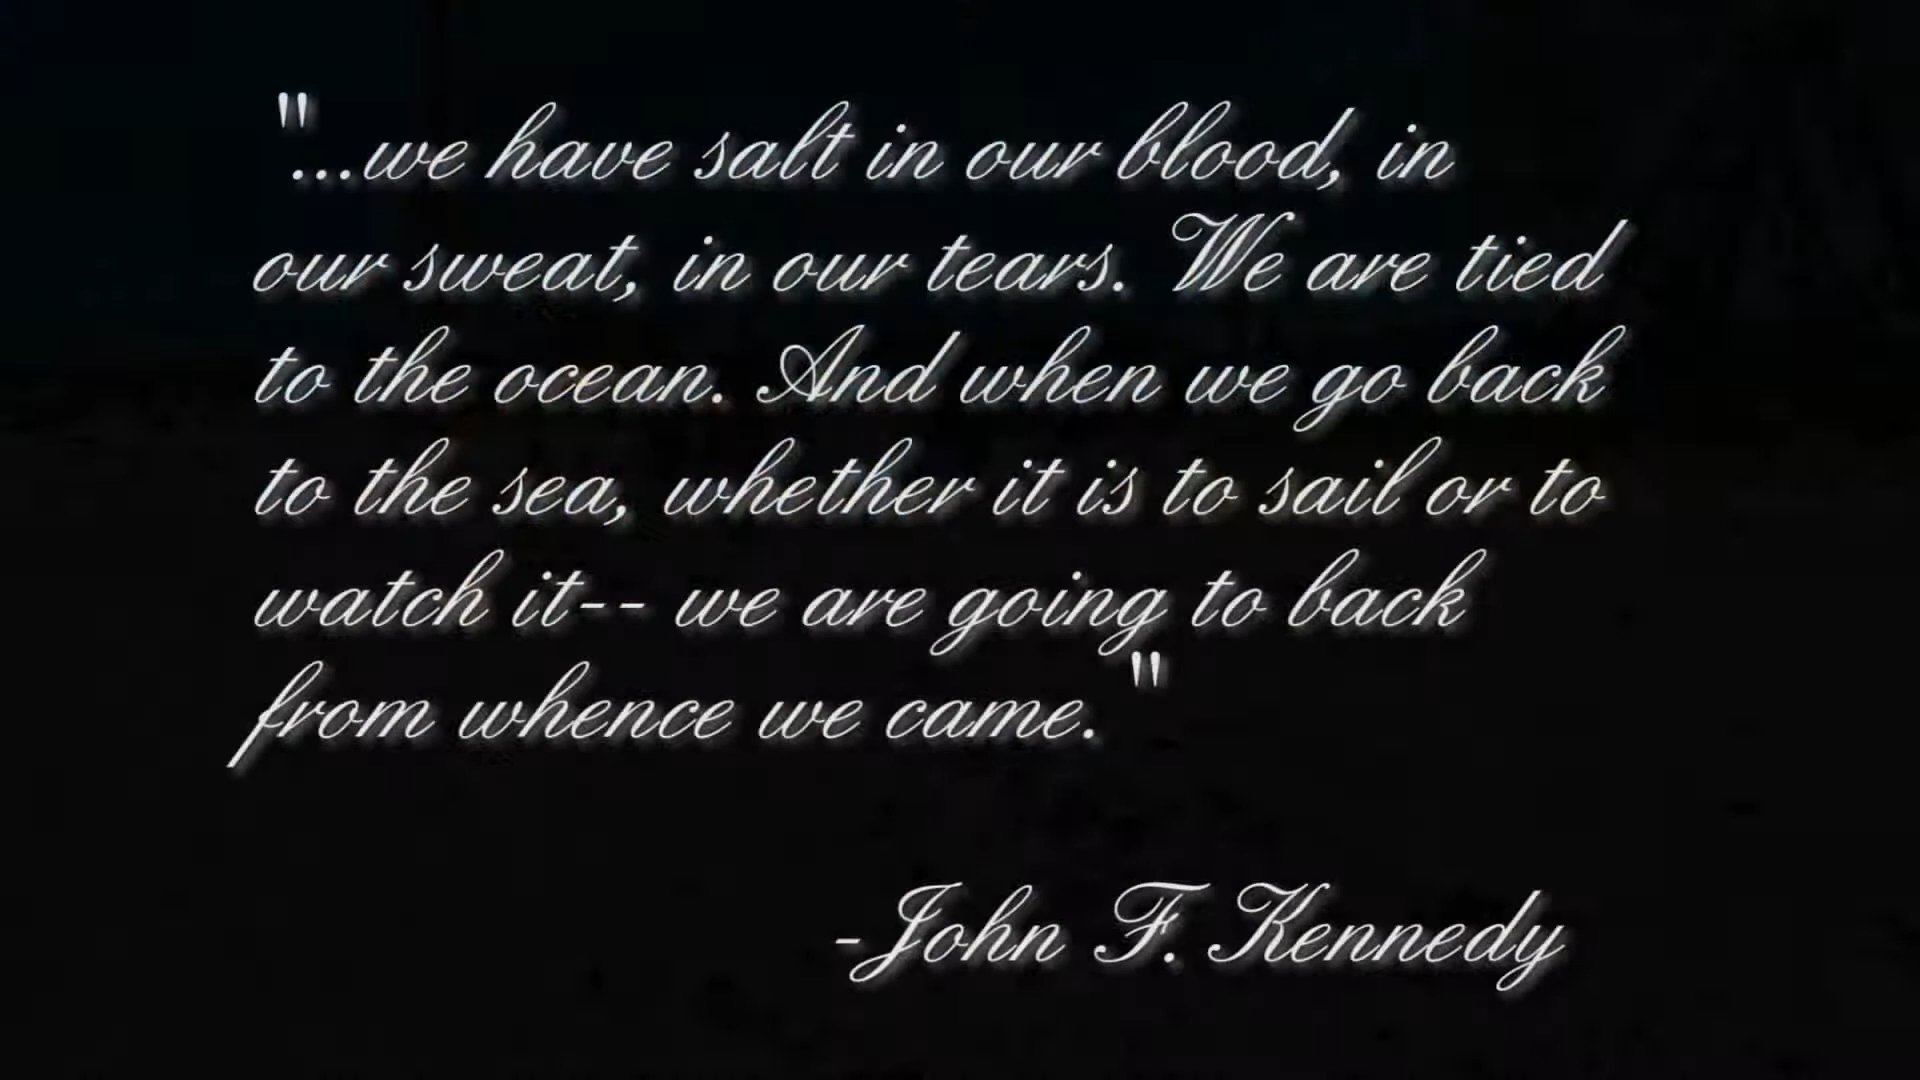 "...we have salt in our blood, in
our sweat, in our tears. We are tied
to the ocean. And when we go back
to the sea, whether it is to sail or to
watch it-- we are going to back
from whence we came."
-John F. Kennedy